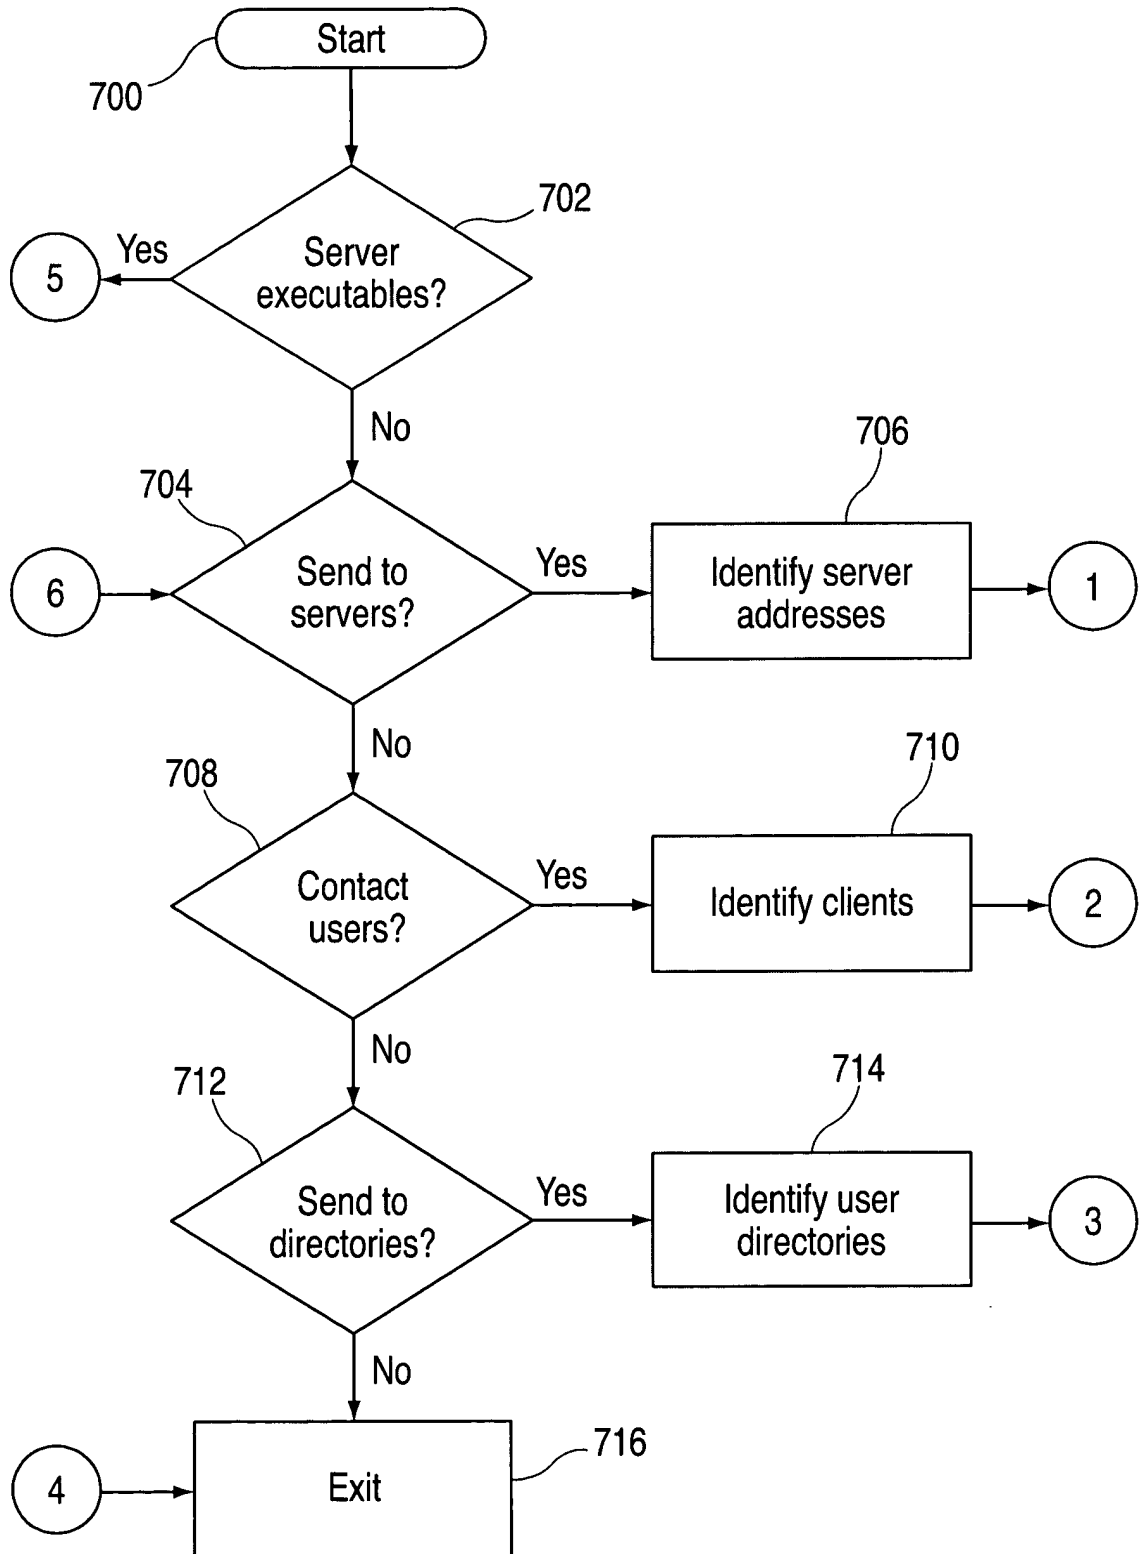 Start
700
702
Yes
5
Server
executables?
No
706
704
6
Send to
servers?
Yes
Identify server
addresses
1
No
710
708
Contact
users?
Yes
Identify clients
2
No
714
712
Send to
directories?
Yes
Identify user
directories
3
No
716
4
Exit